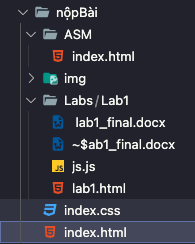 nộpBài
ASM
index.html
img
Labs/Lab1
lab1_final.docx
~$ab1_final.docx
js.js
lab1.html
index.css
index.html